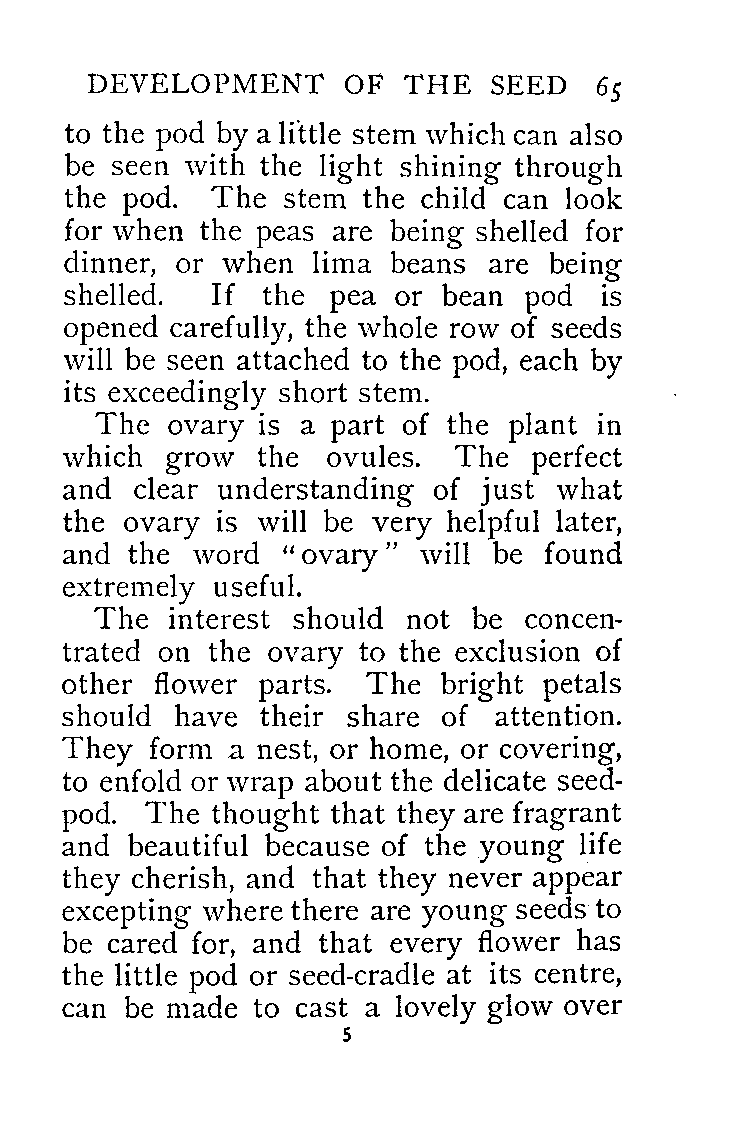 DEVELOPMENT OF THE SEED 65
to the pod by a little stem which can also
be seen with the light shining through
the pod. The stem the child can look
for when the peas are being shelled for
dinner, or when lima beans are being
shelled. If the pea or bean pod is
opened carefully, the whole row of seeds
will be seen attached to the pod, each by
its exceedingly short stem.
The ovary is a part of the plant in
which grow the ovules. The perfect
and clear understanding of just what
the ovary is will be very helpful later,
and the word “ovary” will be found
extremely useful.
The interest should not be concen-
trated on the ovary to the exclusion of
other flower parts. The bright petals
should have their share of attention.
They form a nest, or home, or covering,
to enfold or wrap about the delicate seed-
pod. The thought that they are fragrant
and beautiful because of the young life
they cherish, and that they never appear
excepting where there are young seeds to
be cared for, and that every flower has
the little pod or seed-cradle at its centre,
can be made to cast a lovely glow over
5